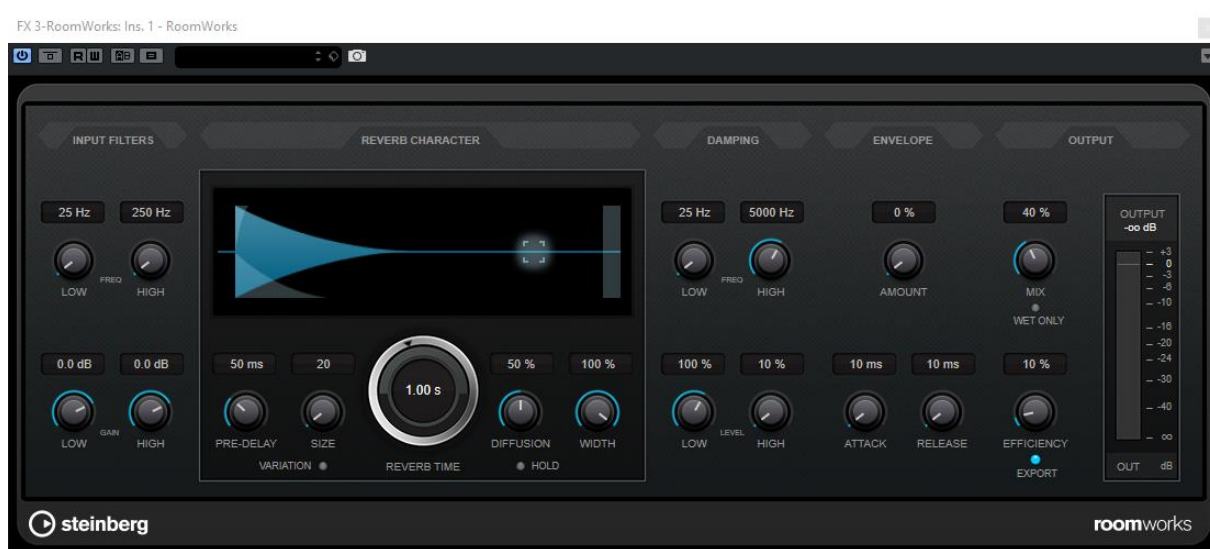 FX 3-RoomWorks: Ins. 1 - RoomWorks
R W
INPUT FILTERS REVERB CHARACTER DAMPING ENVELOPE OUTPUT
25 Hz 250 Hz 25 Hz 5000 Hz 0 % 40 % OUTPUT
-oo dB
+3
0
-3
-6
-10
-16
-20
-24
-30
-40
∞
LOW FREQ HIGH LOW FREQ HIGH AMOUNT MIX
WET ONLY
0.0 dB 0.0 dB 50 ms 20 50 % 100 % 100 % 10 % 10 ms 10 ms 10 %
1.00 s
LOW GAIN HIGH PRE-DELAY SIZE DIFFUSION WIDTH LOW LEVEL HIGH ATTACK RELEASE EFFICIENCY
VARIATION REVERB TIME HOLD EXPORT OUT dB
steinberg roomworks